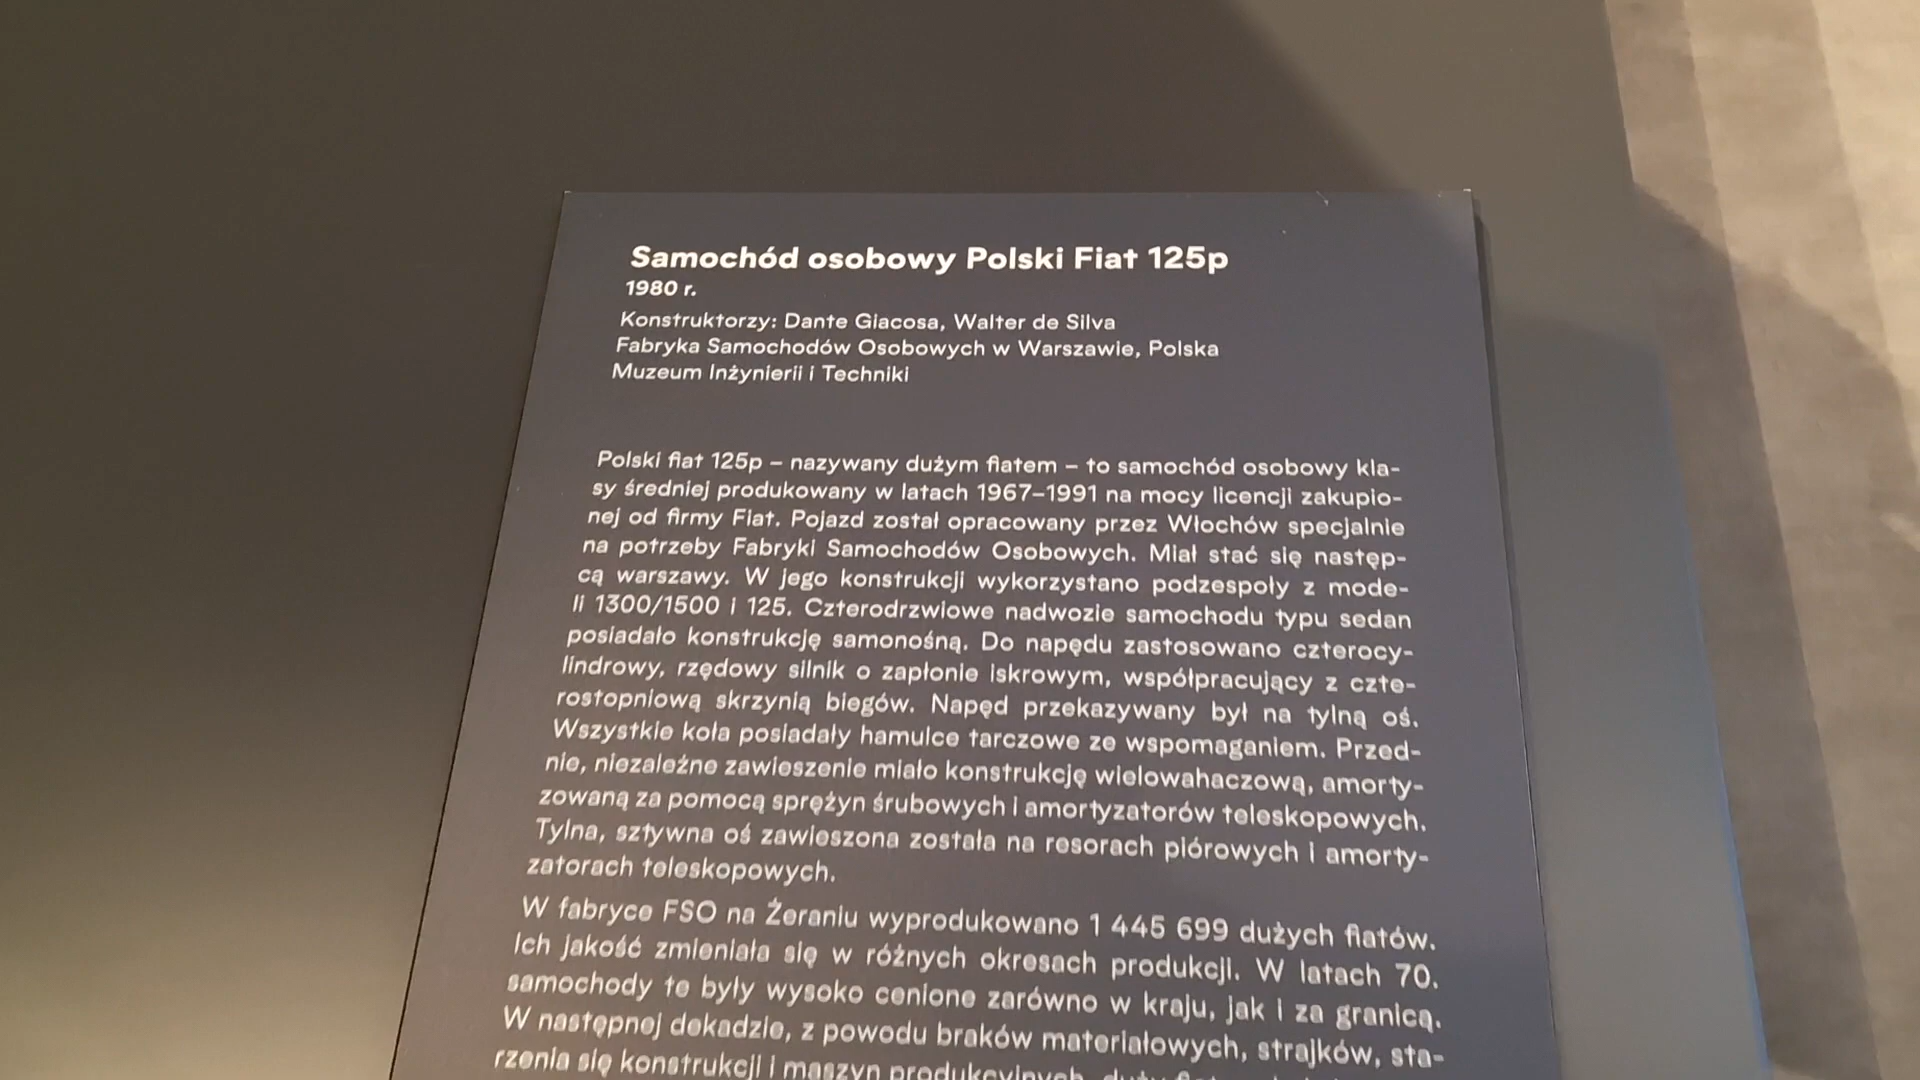 Samochód osobowy Polski Fiat 125p
1980 r.
Konstruktorzy: Dante Giacosa, Walter de Silva
Fabryka Samochodów Osobowych w Warszawie, Polska
Muzeum Inżynierii i Techniki
Polski fiat 125p – nazywany dużym fiatem – to samochód osobowy kla-
sy średniej produkowany w latach 1967–1991 na mocy licencji zakupio-
nej od firmy Fiat. Pojazd został opracowany przez Włochów specjalnie
na potrzeby Fabryki Samochodów Osobowych. Miał stać się następ-
cą warszawy. W jego konstrukcji wykorzystano podzespoły z mode-
li 1300/1500 i 125. Czterodrzwiowe nadwozie samochodu typu sedan
posiadało konstrukcję samonośną. Do napędu zastosowano czterocy-
lindrowy, rzędowy silnik o zapłonie iskrowym, współpracujący z czte-
rostopniową skrzynią biegów. Napęd przekazywany był na tylną oś.
Wszystkie koła posiadały hamulce tarczowe ze wspomaganiem. Przed-
nie, niezależne zawieszenie miało konstrukcję wielowahaczową, amorty-
zowaną za pomocą sprężyn śrubowych i amortyzatorów teleskopowych.
Tylna, sztywna oś zawieszona została na resorach piórowych i amorty-
zatorach teleskopowych.
W fabryce FSO na Żeraniu wyprodukowano 1 445 699 dużych fiatów.
Ich jakość zmieniała się w różnych okresach produkcji. W latach 70.
samochody te były wysoko cenione zarówno w kraju, jak i za granicą.
W następnej dekadzie, z powodu braków materiałowych, strajków, sta-
rzenia się konstrukcji i maszyn produkcyjnych, duży